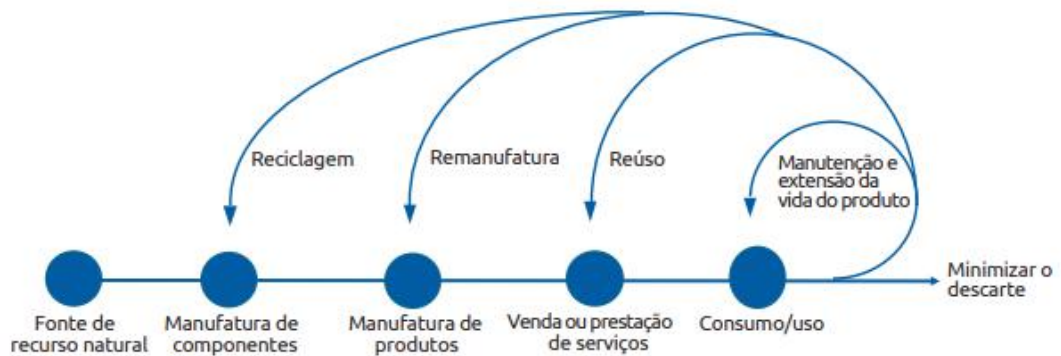 Reciclagem
Remanufatura
Reúso
Manutenção e
extensão da
vida do produto
Minimizar o
descarte
Fonte de
recurso natural
Manufatura de
componentes
Manufatura de
produtos
Venda ou prestação
de serviços
Consumo/uso